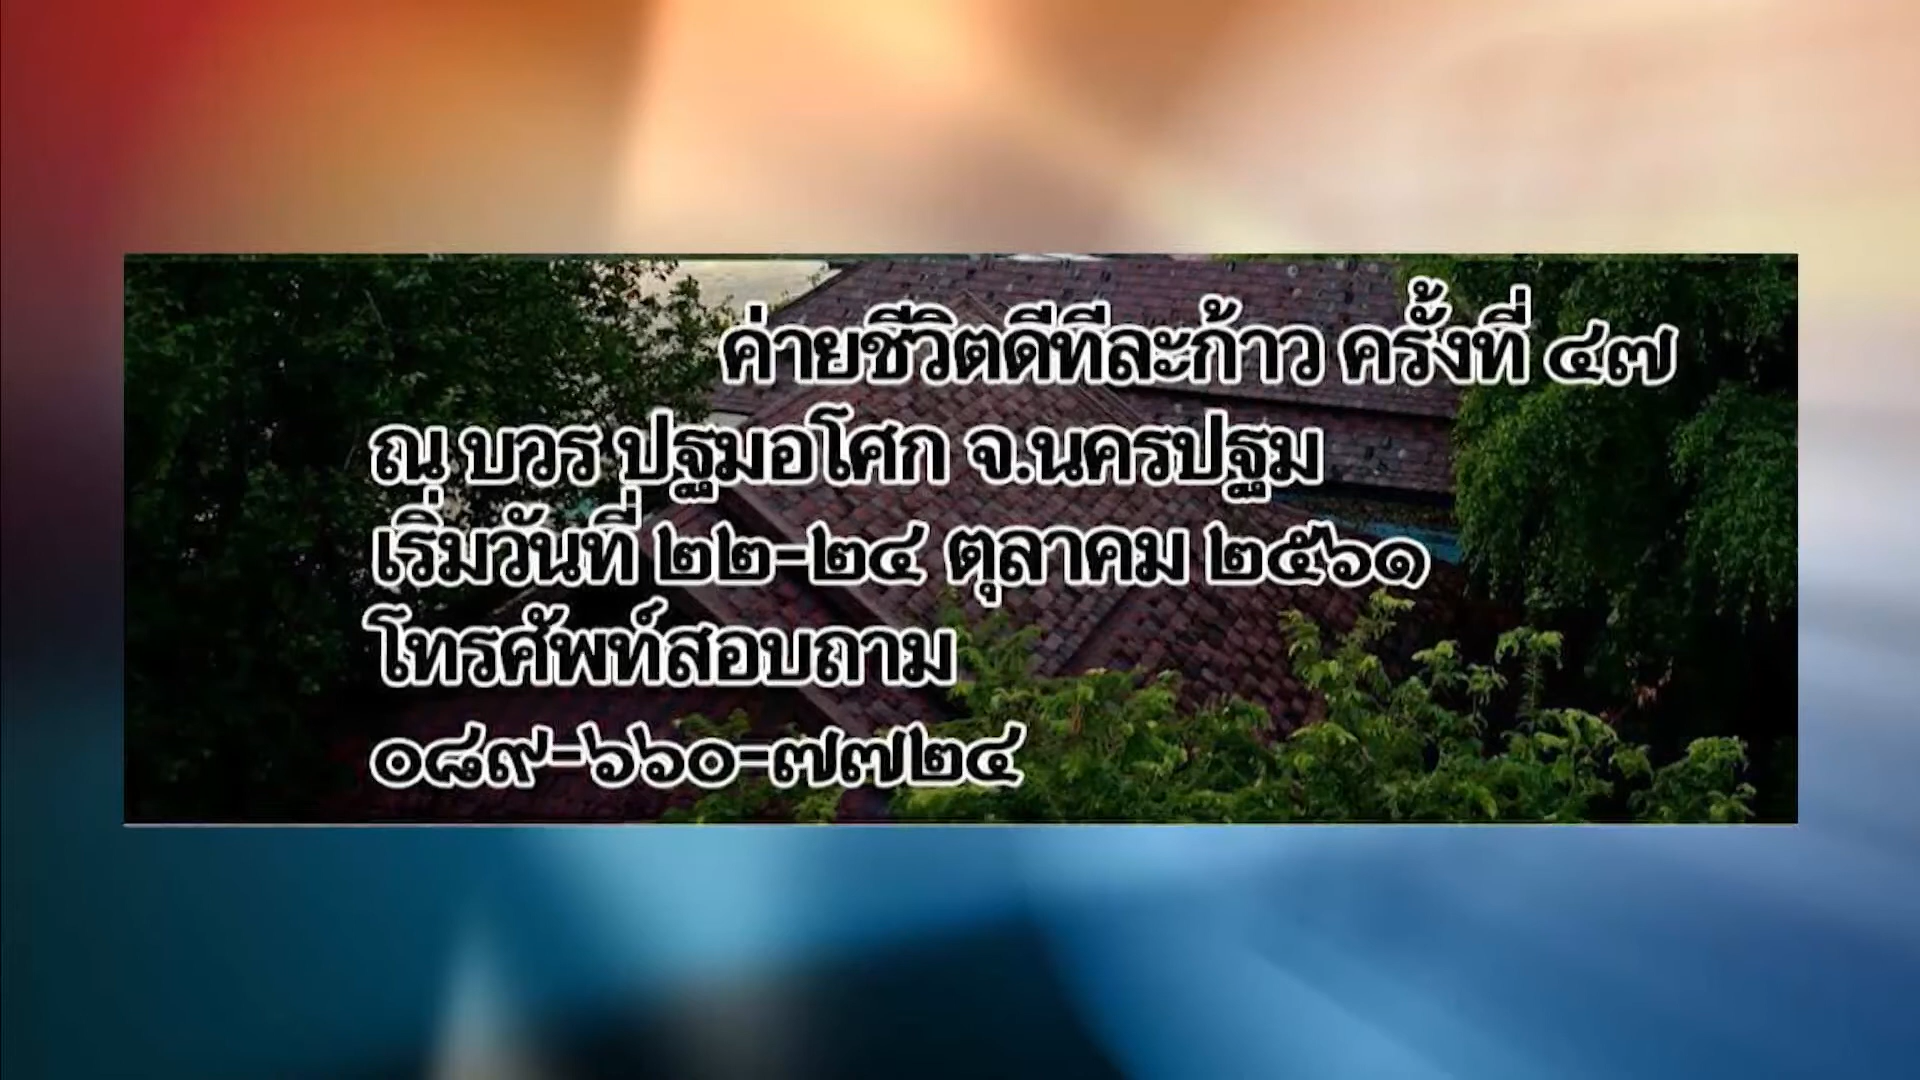 ค่ายชีวิตดีทีละก้าว ครั้งที่ ๔๗
ณ บวร ปฐมอโศก จ.นครปฐม
เริ่มวันที่ ๒๒-๒๔ ตุลาคม ๒๕๖๑
โทรศัพท์สอบถาม
๐๘๙-๖๖๐-๗๗๒๔